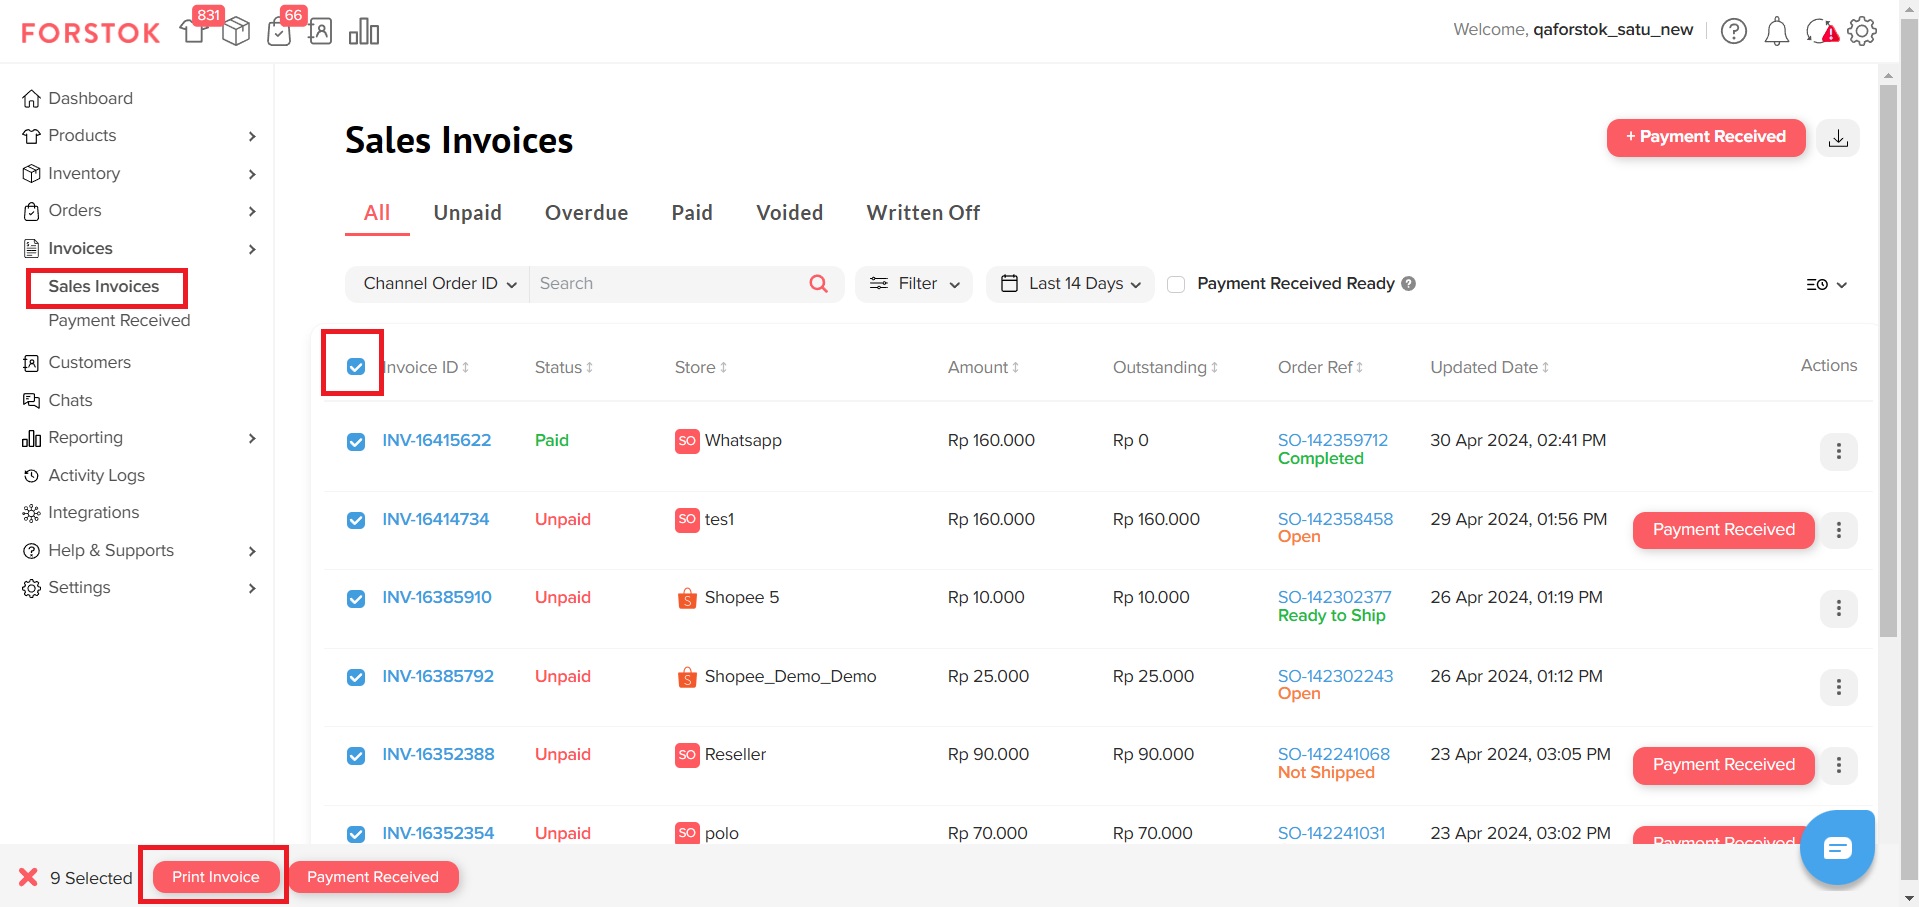 FORSTOK
831
66
Welcome, qaforstok_satu_new
Dashboard
Products
Inventory
Orders
Invoices
Sales Invoices
Payment Received
Customers
Chats
Reporting
Activity Logs
Integrations
Help & Supports
Settings
Sales Invoices
+ Payment Received
All Unpaid Overdue Paid Voided Written Off
Channel Order ID Search Filter Last 14 Days Payment Received Ready ?
Invoice ID Status Store Amount Outstanding Order Ref Updated Date Actions
INV-16415622 Paid SO Whatsapp Rp 160.000 Rp 0 SO-142359712 30 Apr 2024, 02:41 PM
Completed
INV-16414734 Unpaid SO tes1 Rp 160.000 Rp 160.000 SO-142358458 29 Apr 2024, 01:56 PM Payment Received
Open
INV-16385910 Unpaid Shopee 5 Rp 10.000 Rp 10.000 SO-142302377 26 Apr 2024, 01:19 PM
Ready to Ship
INV-16385792 Unpaid Shopee_Demo_Demo Rp 25.000 Rp 25.000 SO-142302243 26 Apr 2024, 01:12 PM
Open
INV-16352388 Unpaid SO Reseller Rp 90.000 Rp 90.000 SO-142241068 23 Apr 2024, 03:05 PM Payment Received
Not Shipped
INV-16352354 Unpaid SO polo Rp 70.000 Rp 70.000 SO-142241031 23 Apr 2024, 03:02 PM Payment Received
9 Selected Print Invoice Payment Received